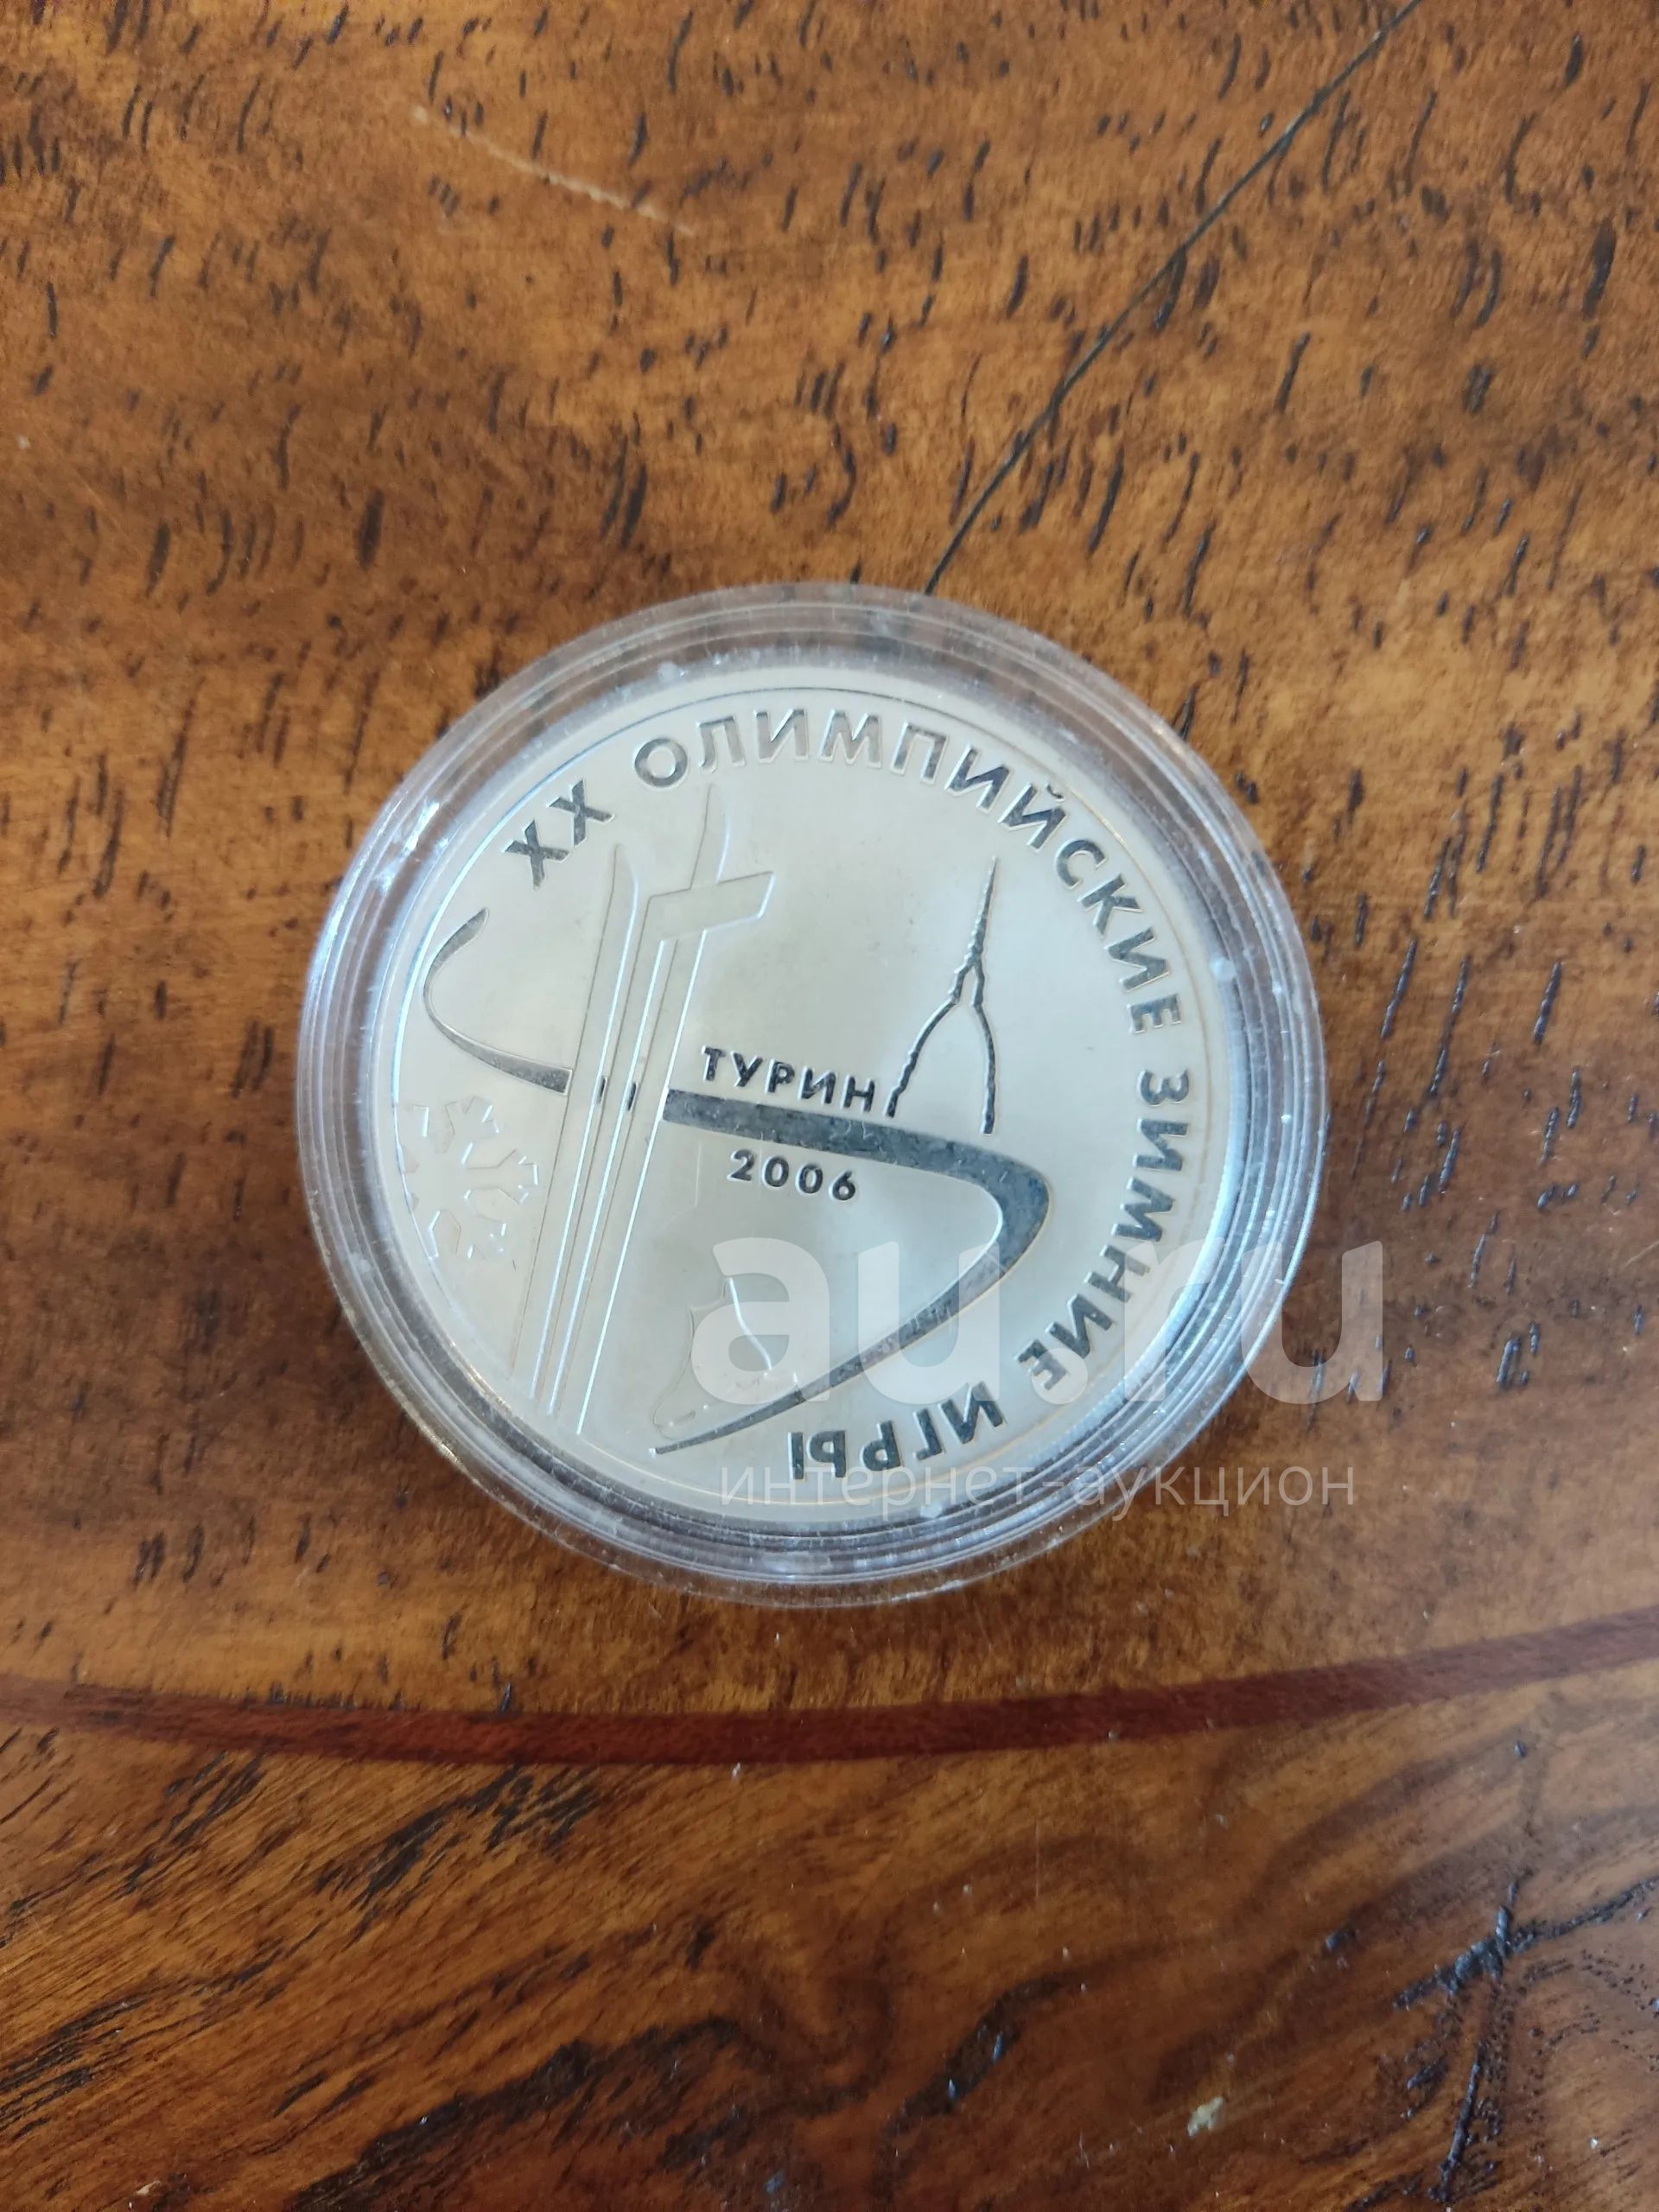 XX ОЛИМПИЙСКИЕ ЗИМНИЕ ИГРЫ
ТУРИН
2006
au.ru
интернет-аукцион